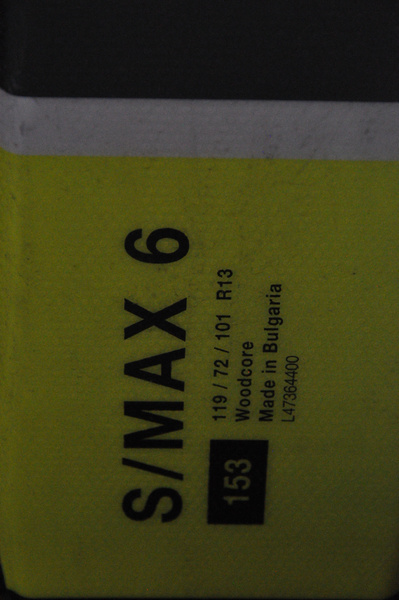 S/MAX 6
153
119 / 72 / 101 R13
Woodcore
Made in Bulgaria
L47364400